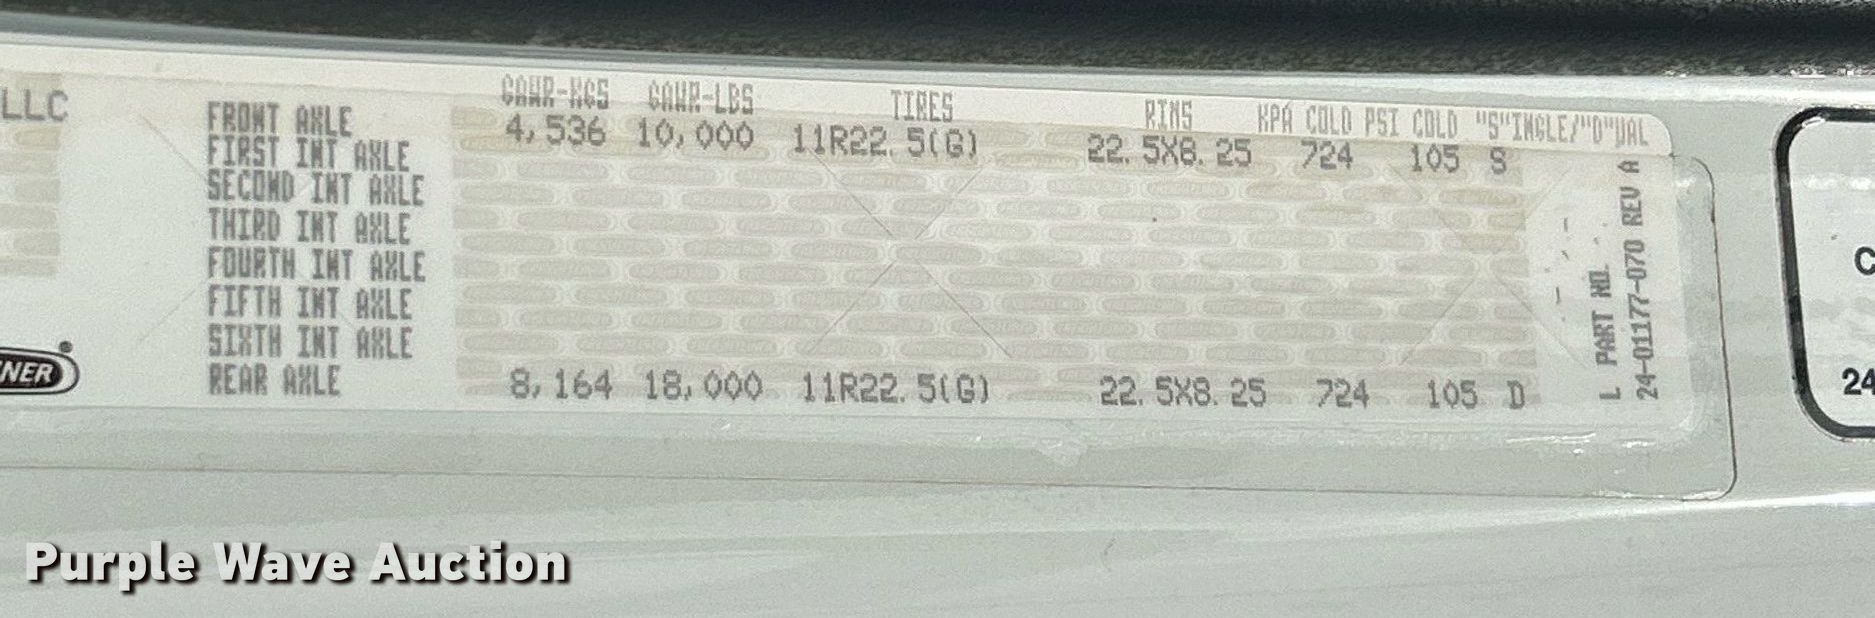 LLC
GAWR-KGS GAWR-LBS TIRES RIMS KPA COLD PSI COLD "S"INGLE/"D"UAL
FRONT AXLE 4,536 10,000 11R22.5(G) 22.5X8.25 724 105 S
FIRST INT AXLE
SECOND INT AXLE
THIRD INT AXLE
FOURTH INT AXLE
FIFTH INT AXLE
SIXTH INT AXLE
REAR AXLE 8,164 18,000 11R22.5(G) 22.5X8.25 724 105 D
L PART NO.
24-01177-070 REV A
NER
C
24
Purple Wave Auction